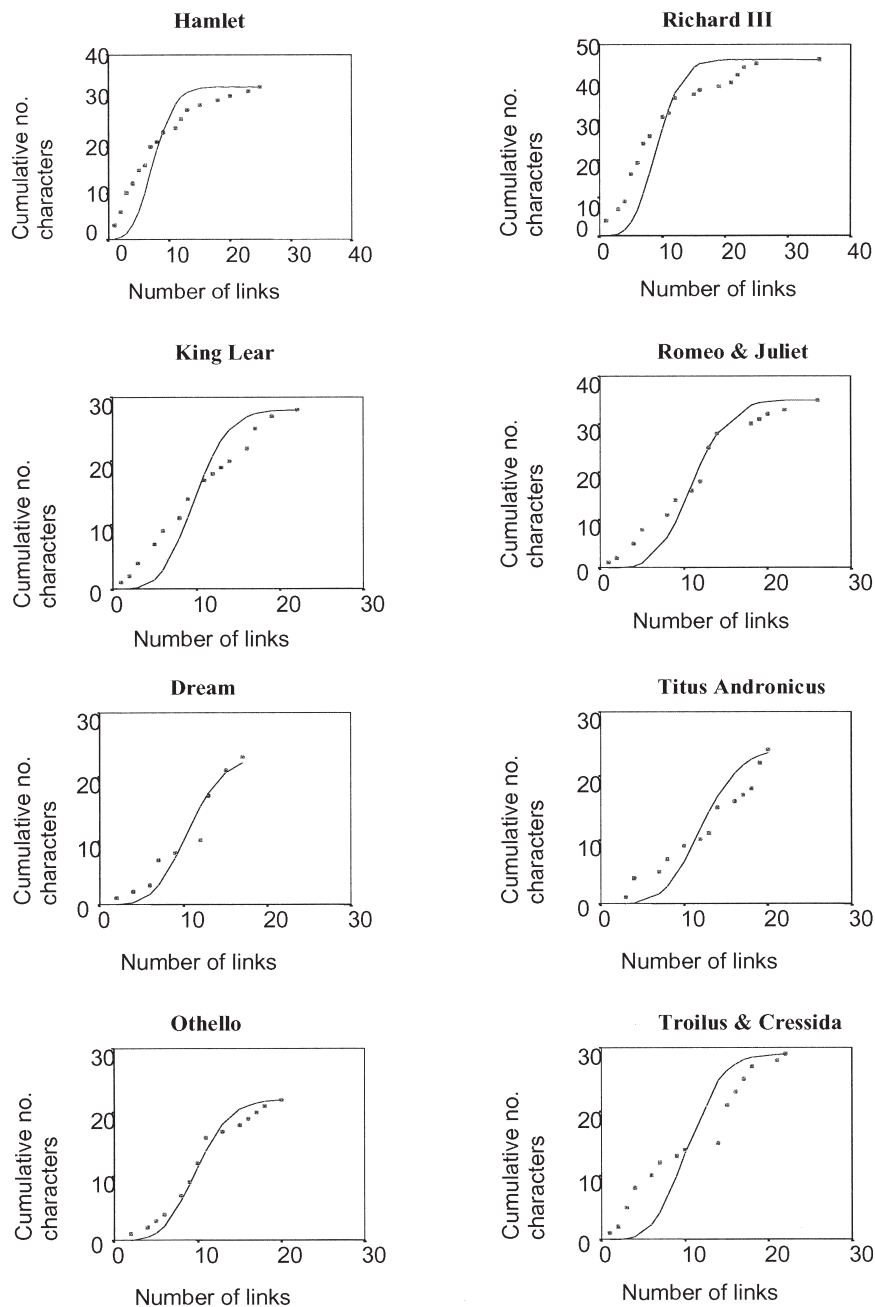 Hamlet
40
30
20
10
0
Cumulative no.
characters
0 10 20 30 40
Number of links
Richard III
50
40
30
20
10
0
Cumulative no.
characters
0 10 20 30 40
Number of links
King Lear
30
20
10
0
Cumulative no.
characters
0 10 20 30
Number of links
Romeo & Juliet
40
30
20
10
0
Cumulative no.
characters
0 10 20 30
Number of links
Dream
30
20
10
0
Cumulative no.
characters
0 10 20 30
Number of links
Titus Andronicus
30
20
10
0
Cumulative no.
characters
0 10 20 30
Number of links
Othello
30
20
10
0
Cumulative no.
characters
0 10 20 30
Number of links
Troilus & Cressida
30
20
10
0
Cumulative no.
characters
0 10 20 30
Number of links